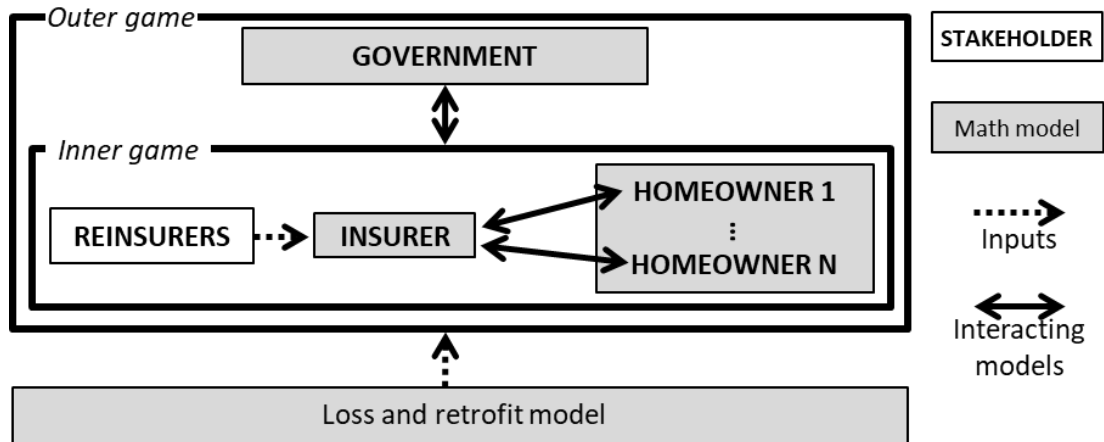 Outer game
GOVERNMENT
Inner game
REINSURERS
INSURER
HOMEOWNER 1
⋮
HOMEOWNER N
Loss and retrofit model
STAKEHOLDER
Math model
Inputs
Interacting
models